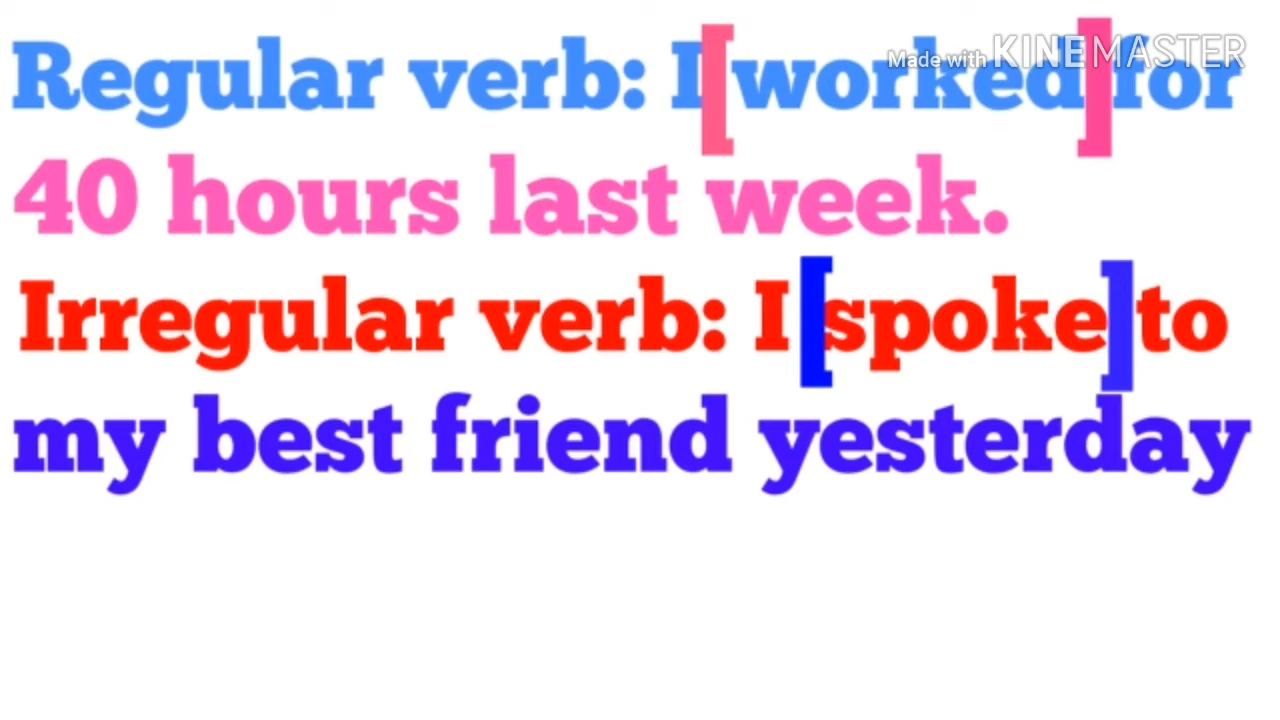 Regular verb: I [worked] for
Made with KINEMASTER
40 hours last week.
Irregular verb: I [spoke] to
my best friend yesterday